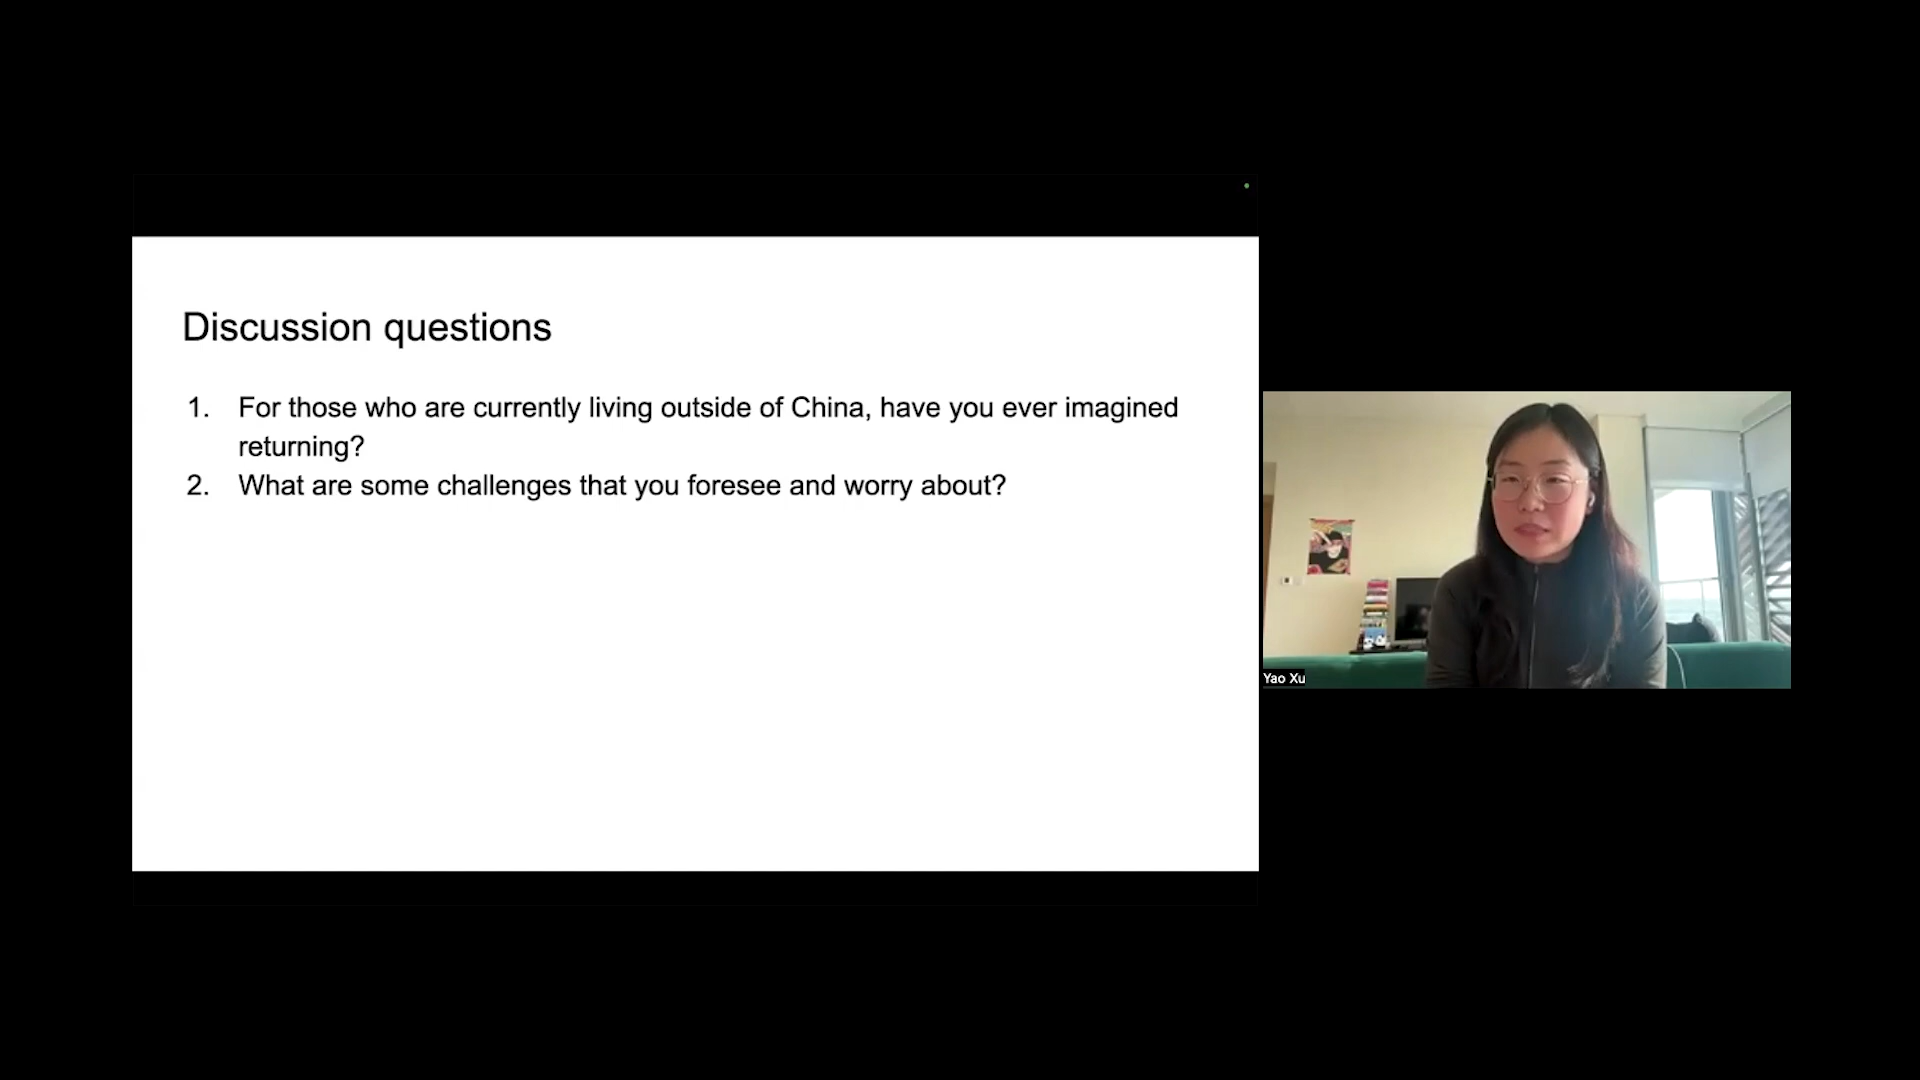 Discussion questions
1. For those who are currently living outside of China, have you ever imagined
returning?
2. What are some challenges that you foresee and worry about?
Yao Xu